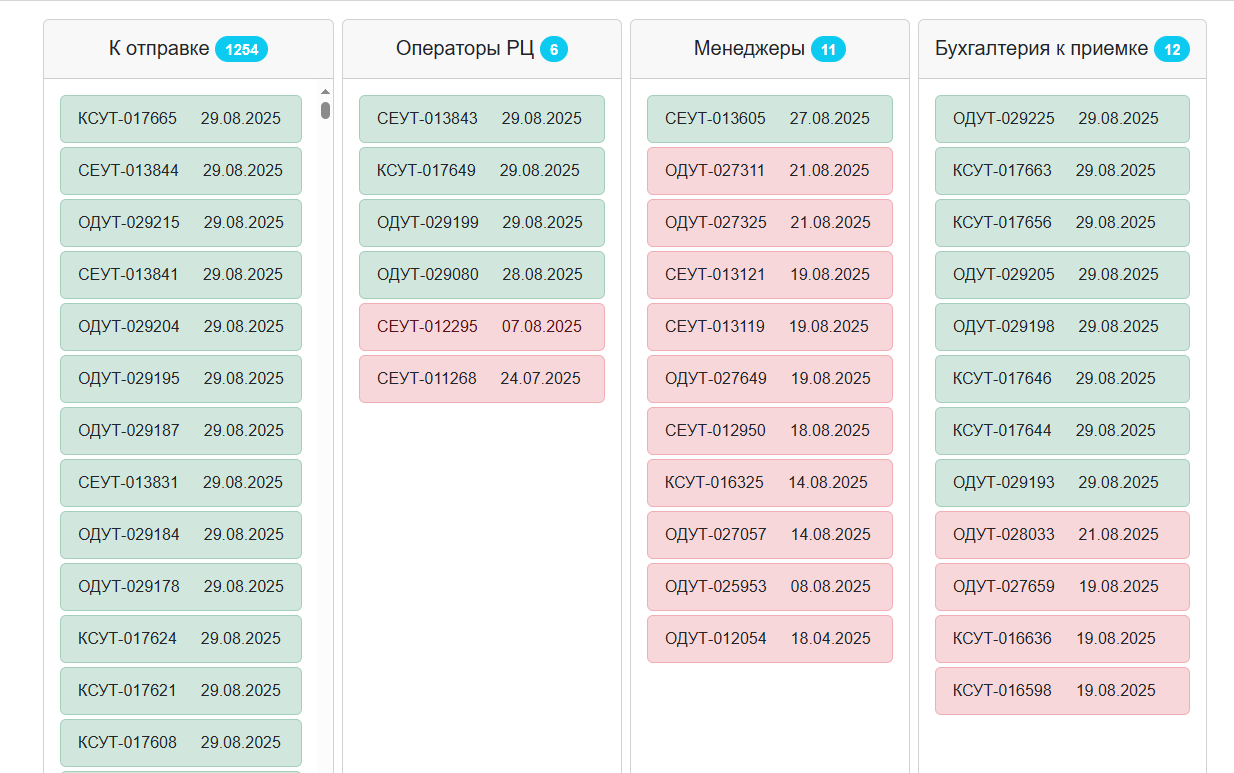 К отправке 1254
КСУТ-017665 29.08.2025
СЕУТ-013844 29.08.2025
ОДУТ-029215 29.08.2025
СЕУТ-013841 29.08.2025
ОДУТ-029204 29.08.2025
ОДУТ-029195 29.08.2025
ОДУТ-029187 29.08.2025
СЕУТ-013831 29.08.2025
ОДУТ-029184 29.08.2025
ОДУТ-029178 29.08.2025
КСУТ-017624 29.08.2025
КСУТ-017621 29.08.2025
КСУТ-017608 29.08.2025
Операторы РЦ 6
СЕУТ-013843 29.08.2025
КСУТ-017649 29.08.2025
ОДУТ-029199 29.08.2025
ОДУТ-029080 28.08.2025
СЕУТ-012295 07.08.2025
СЕУТ-011268 24.07.2025
Менеджеры 11
СЕУТ-013605 27.08.2025
ОДУТ-027311 21.08.2025
ОДУТ-027325 21.08.2025
СЕУТ-013121 19.08.2025
СЕУТ-013119 19.08.2025
ОДУТ-027649 19.08.2025
СЕУТ-012950 18.08.2025
КСУТ-016325 14.08.2025
ОДУТ-027057 14.08.2025
ОДУТ-025953 08.08.2025
ОДУТ-012054 18.04.2025
Бухгалтерия к приемке 12
ОДУТ-029225 29.08.2025
КСУТ-017663 29.08.2025
КСУТ-017656 29.08.2025
ОДУТ-029205 29.08.2025
ОДУТ-029198 29.08.2025
КСУТ-017646 29.08.2025
КСУТ-017644 29.08.2025
ОДУТ-029193 29.08.2025
ОДУТ-028033 21.08.2025
ОДУТ-027659 19.08.2025
КСУТ-016636 19.08.2025
КСУТ-016598 19.08.2025